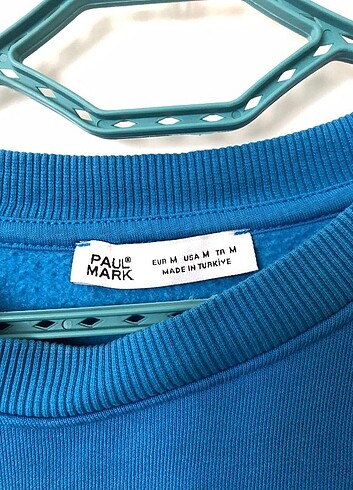 PAUL®
MARK
EUR M USA M TR M
MADE IN TÜRKİYE